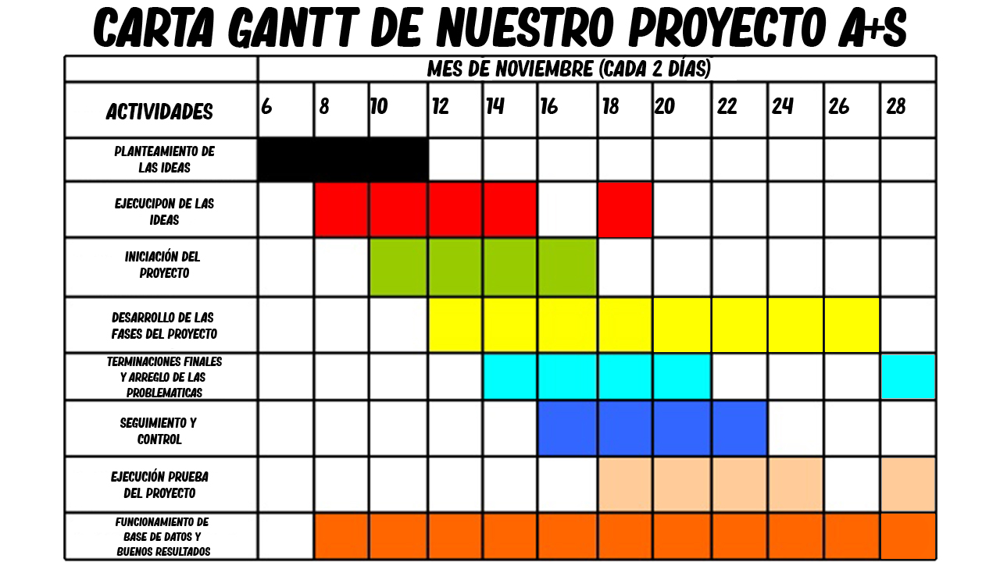 CARTA GANTT DE NUESTRO PROYECTO A+S
MES DE NOVIEMBRE (CADA 2 DÍAS)
ACTIVIDADES 6 8 10 12 14 16 18 20 22 24 26 28
PLANTEAMIENTO DE
LAS IDEAS
EJECUCIPON DE LAS
IDEAS
INICIACIÓN DEL
PROYECTO
DESARROLLO DE LAS
FASES DEL PROYECTO
TERMINACIONES FINALES
Y ARREGLO DE LAS
PROBLEMATICAS
SEGUIMIENTO Y
CONTROL
EJECUCIÓN PRUEBA
DEL PROYECTO
FUNCIONAMIENTO DE
BASE DE DATOS Y
BUENOS RESULTADOS